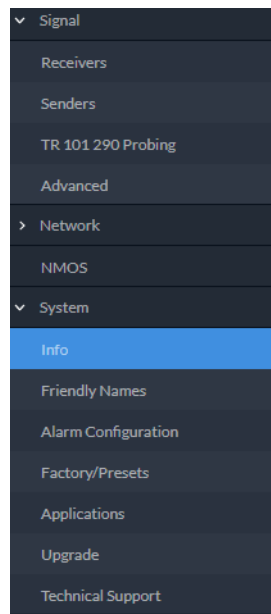 Signal
Receivers
Senders
TR 101 290 Probing
Advanced
Network
NMOS
System
Info
Friendly Names
Alarm Configuration
Factory/Presets
Applications
Upgrade
Technical Support